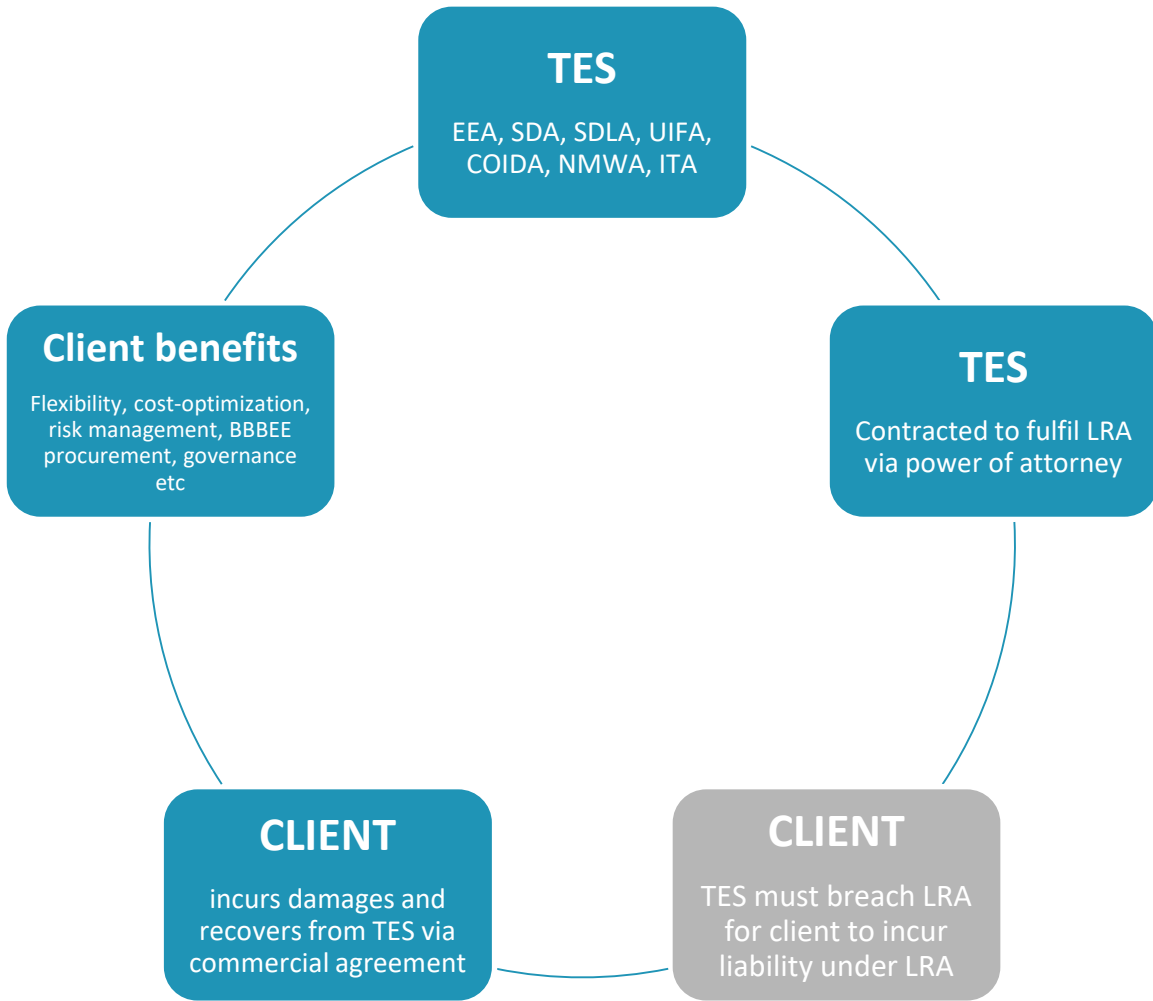 TES
EEA, SDA, SDLA, UIFA,
COIDA, NMWA, ITA
TES
Contracted to fulfil LRA
via power of attorney
CLIENT
TES must breach LRA
for client to incur
liability under LRA
CLIENT
incurs damages and
recovers from TES via
commercial agreement
Client benefits
Flexibility, cost-optimization,
risk management, BBBEE
procurement, governance
etc